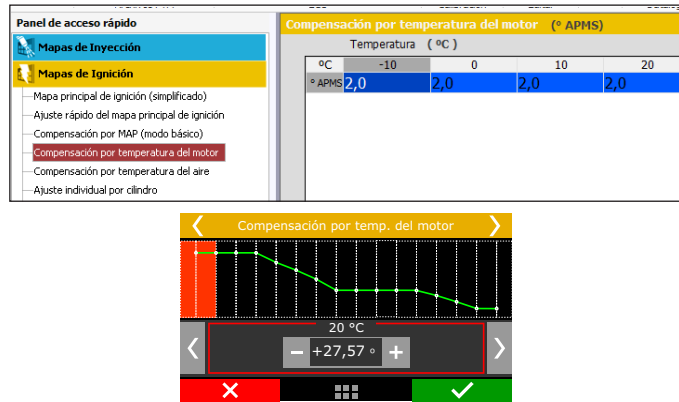 Panel de acceso rápido
Mapas de Inyección
Mapas de Ignición
Mapa principal de ignición (simplificado)
Ajuste rápido del mapa principal de ignición
Compensación por MAP (modo básico)
Compensación por temperatura del motor
Compensación por temperatura del aire
Ajuste individual por cilindro
Compensación por temperatura del motor (° APMS)
Temperatura (ºC)
ºC -10 0 10 20
° APMS 2,0 2,0 2,0 2,0
Compensación por temp. del motor
20 °C
+27,57 °